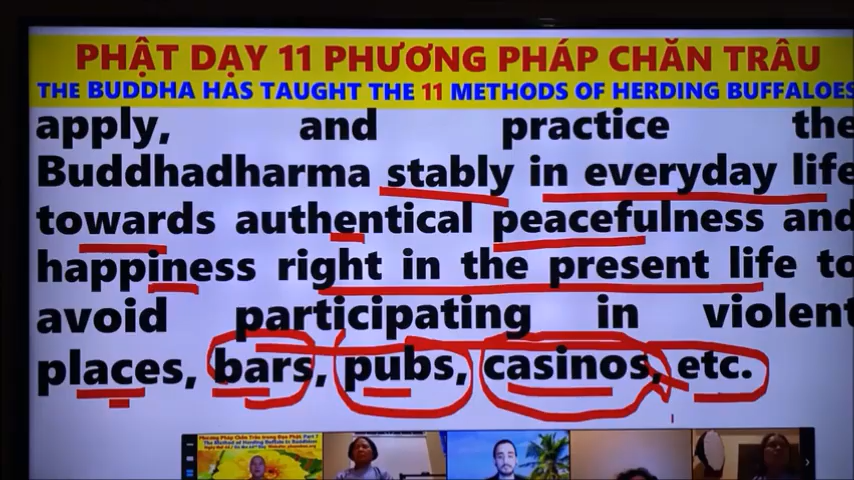 PHẬT DẠY 11 PHƯƠNG PHÁP CHĂN TRÂU
THE BUDDHA HAS TAUGHT THE 11 METHODS OF HERDING BUFFALOES
apply, and practice the
Buddhadharma stably in everyday life
towards authentical peacefulness and
happiness right in the present life to
avoid participating in violent
places, bars, pubs, casinos, etc.